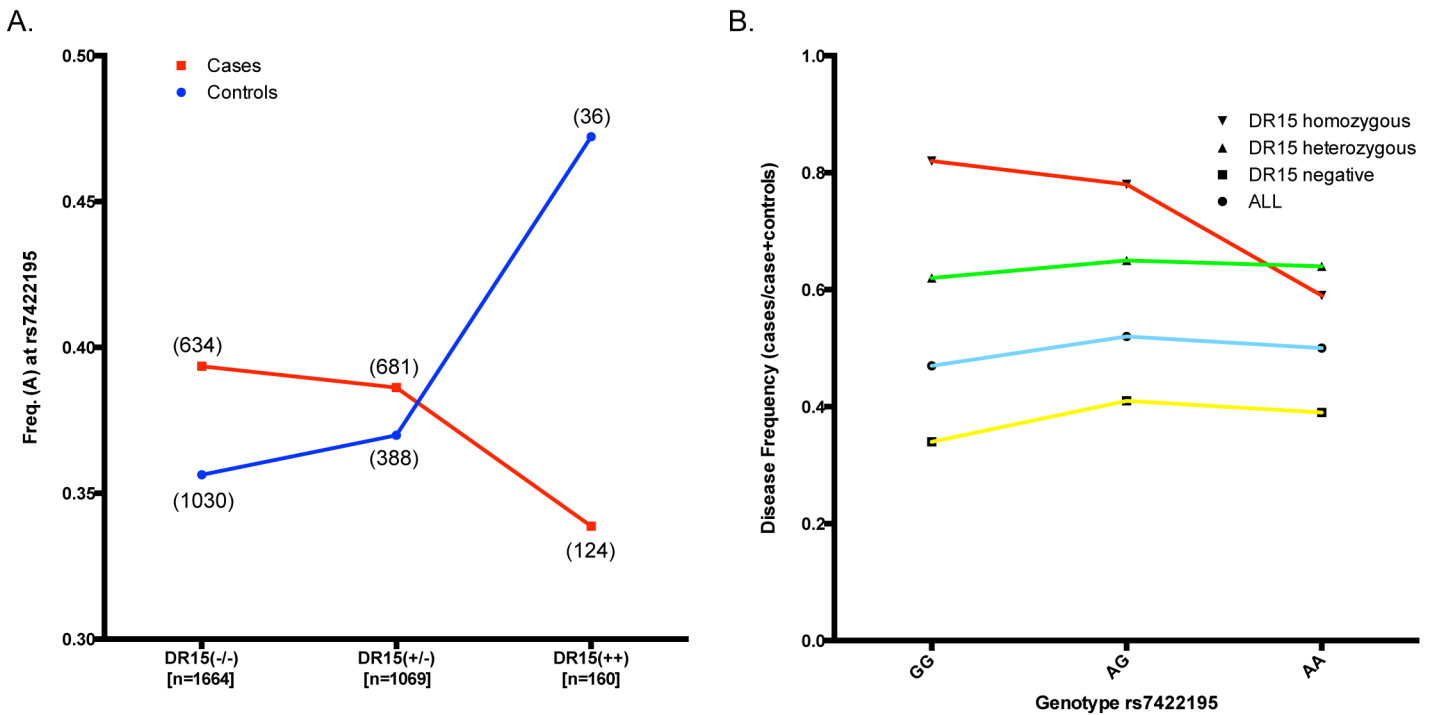 A.
Freq. (A) at rs7422195
0.50
0.45
0.40
0.35
0.30
Cases
Controls
(634)
(681)
(36)
(1030)
(388)
(124)
DR15(-/-)
[n=1664]
DR15(+/-)
[n=1069]
DR15(++)
[n=160]
B.
Disease Frequency (cases/case+controls)
1.0
0.8
0.6
0.4
0.2
0.0
DR15 homozygous
DR15 heterozygous
DR15 negative
ALL
GG
AG
AA
Genotype rs7422195